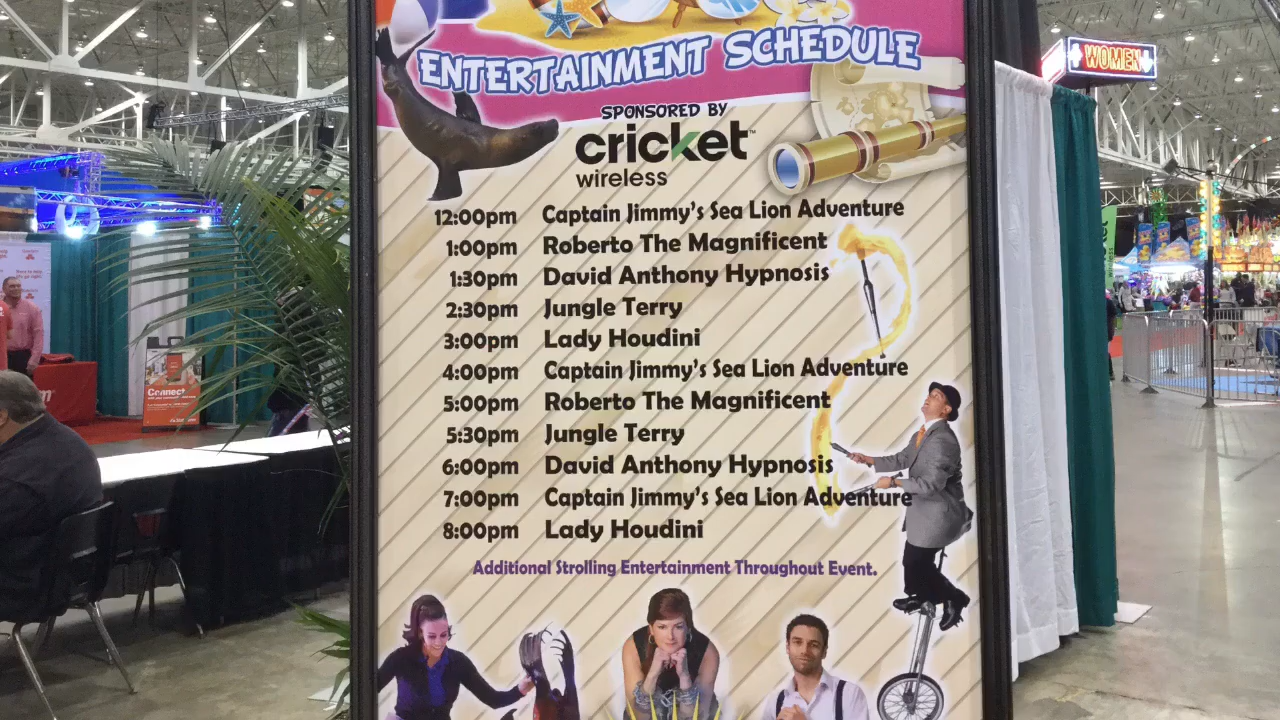 ENTERTAINMENT SCHEDULE
SPONSORED BY
cricket™
wireless
12:00pm Captain Jimmy's Sea Lion Adventure
1:00pm Roberto The Magnificent
1:30pm David Anthony Hypnosis
2:30pm Jungle Terry
3:00pm Lady Houdini
4:00pm Captain Jimmy's Sea Lion Adventure
5:00pm Roberto The Magnificent
5:30pm Jungle Terry
6:00pm David Anthony Hypnosis
7:00pm Captain Jimmy's Sea Lion Adventure
8:00pm Lady Houdini
Additional Strolling Entertainment Throughout Event.
WOMEN
Connect